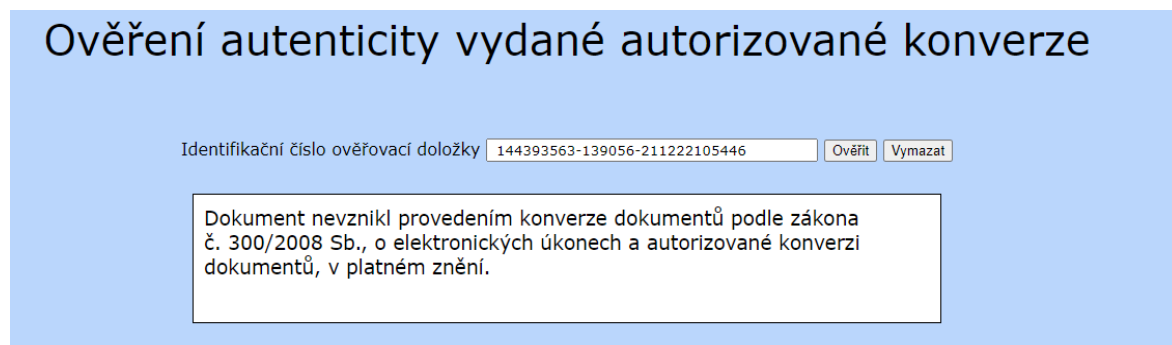 Ověření autenticity vydané autorizované konverze
Identifikační číslo ověřovací doložky 144393563-139056-211222105446 Ověřit Vymazat
Dokument nevznikl provedením konverze dokumentů podle zákona
č. 300/2008 Sb., o elektronických úkonech a autorizované konverzi
dokumentů, v platném znění.